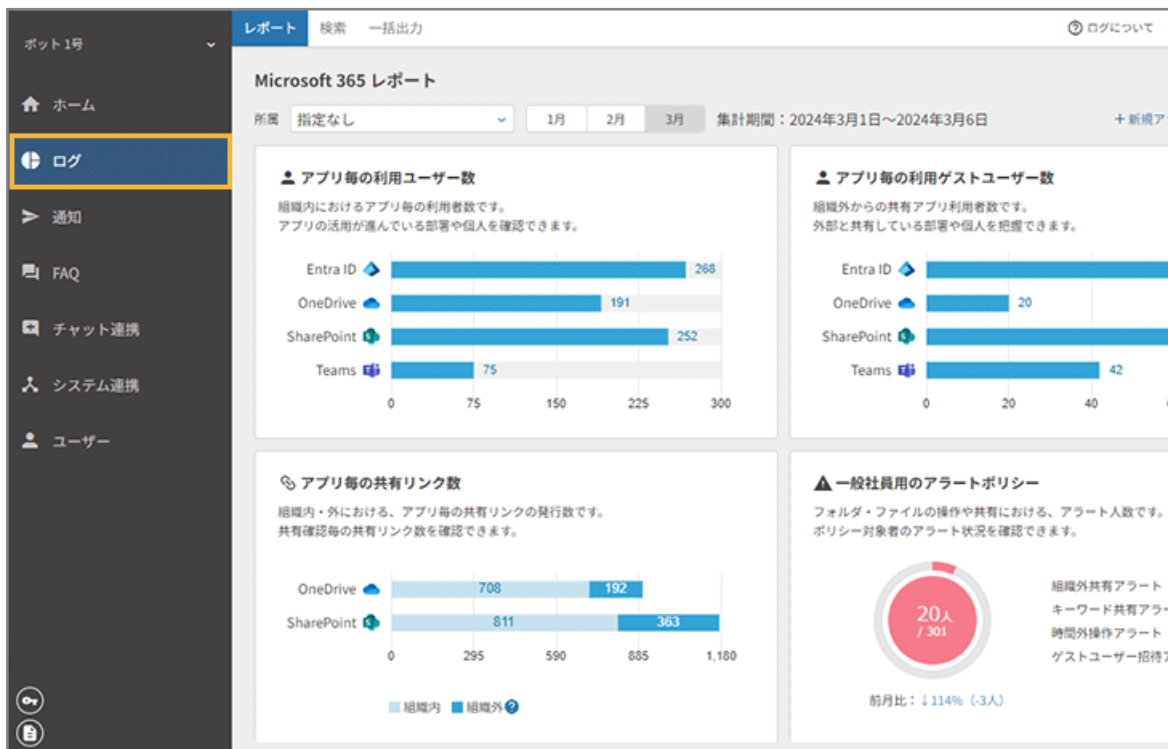 ボット1号
ホーム
ログ
通知
FAQ
チャット連携
システム連携
ユーザー
レポート 検索 一括出力
ログについて
Microsoft 365 レポート
所属 指定なし 1月 2月 3月 集計期間：2024年3月1日～2024年3月6日
＋新規ア
アプリ毎の利用ユーザー数
組織内におけるアプリ毎の利用者数です。
アプリの活用が進んでいる部署や個人を確認できます。
Entra ID 268
OneDrive 191
SharePoint 252
Teams 75
0 75 150 225 300
アプリ毎の利用ゲストユーザー数
組織外からの共有アプリ利用者数です。
外部と共有している部署や個人を把握できます。
Entra ID
OneDrive 20
SharePoint
Teams 42
0 20 40
アプリ毎の共有リンク数
組織内・外における、アプリ毎の共有リンクの発行数です。
共有確認毎の共有リンク数を確認できます。
OneDrive 708 192
SharePoint 811 363
0 295 590 885 1,180
組織内 組織外
一般社員用のアラートポリシー
フォルダ・ファイルの操作や共有における、アラート人数です。
ポリシー対象者のアラート状況を確認できます。
20人
/ 301
組織外共有アラート
キーワード共有アラー
時間外操作アラート
ゲストユーザー招待ア
前月比：↓114%（-3人）